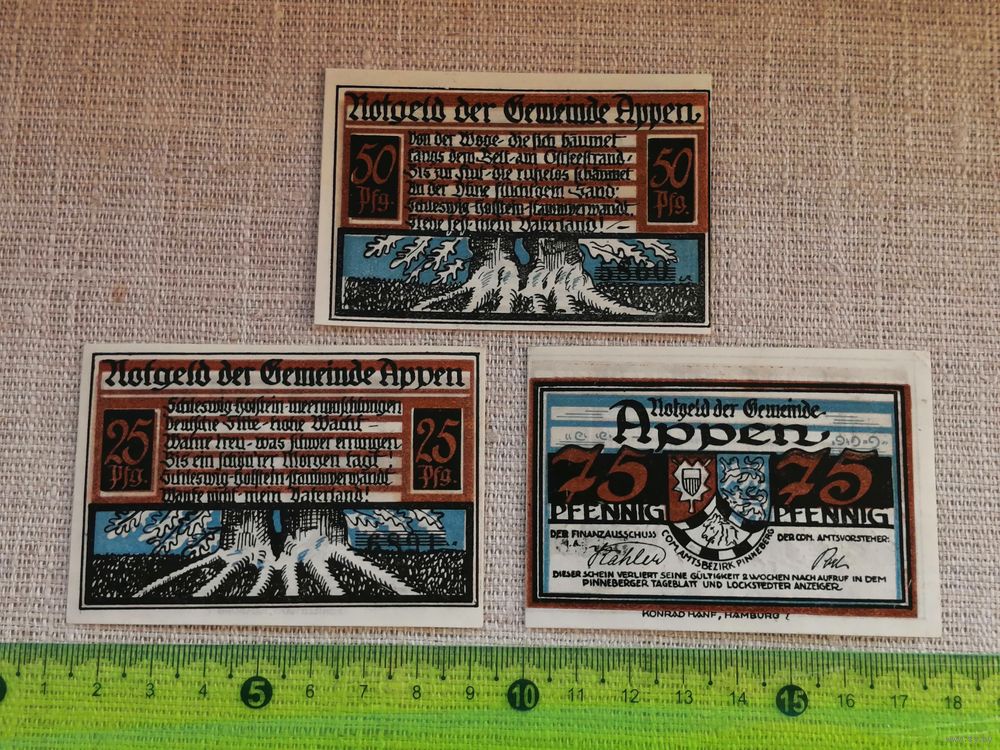 Notgeld der Gemeinde Appen
50 Pfg.
50 Pfg.
Von der Woge die sich bäumet
längs dem Belt am Ostseestrand
bis zur Flut die ruhelos schäumet
an der Düne flücht'gem Sand
Schleswig-Holstein stammverwandt
mein Vaterland!
5860
Notgeld der Gemeinde Appen
25 Pfg.
25 Pfg.
Schleswig-Holstein meerumschlungen
deutscher Sitte hohe Wacht
Wahre treu was schwer errungen
bis ein schön'rer Morgen tagt!
Schleswig-Holstein stammverwandt
Wanke nicht mein Vaterland!
Notgeld der Gemeinde
Appen
75 75
PFENNIG PFENNIG
DER FINANZAUSSCHUSS
DER COM. AMTSVORSTEHER:
COM. AMTSBEZIRK PINNEBERG
DIESER SCHEIN VERLIERT SEINE GÜLTIGKEIT 2 WOCHEN NACH AUFRUF IN DEM
PINNEBERGER TAGEBLATT UND LOCKSTEDTER ANZEIGER
KONRAD HANF, HAMBURG
1 2 3 4 5 6 7 8 9 10 11 12 13 14 15 16 17 18